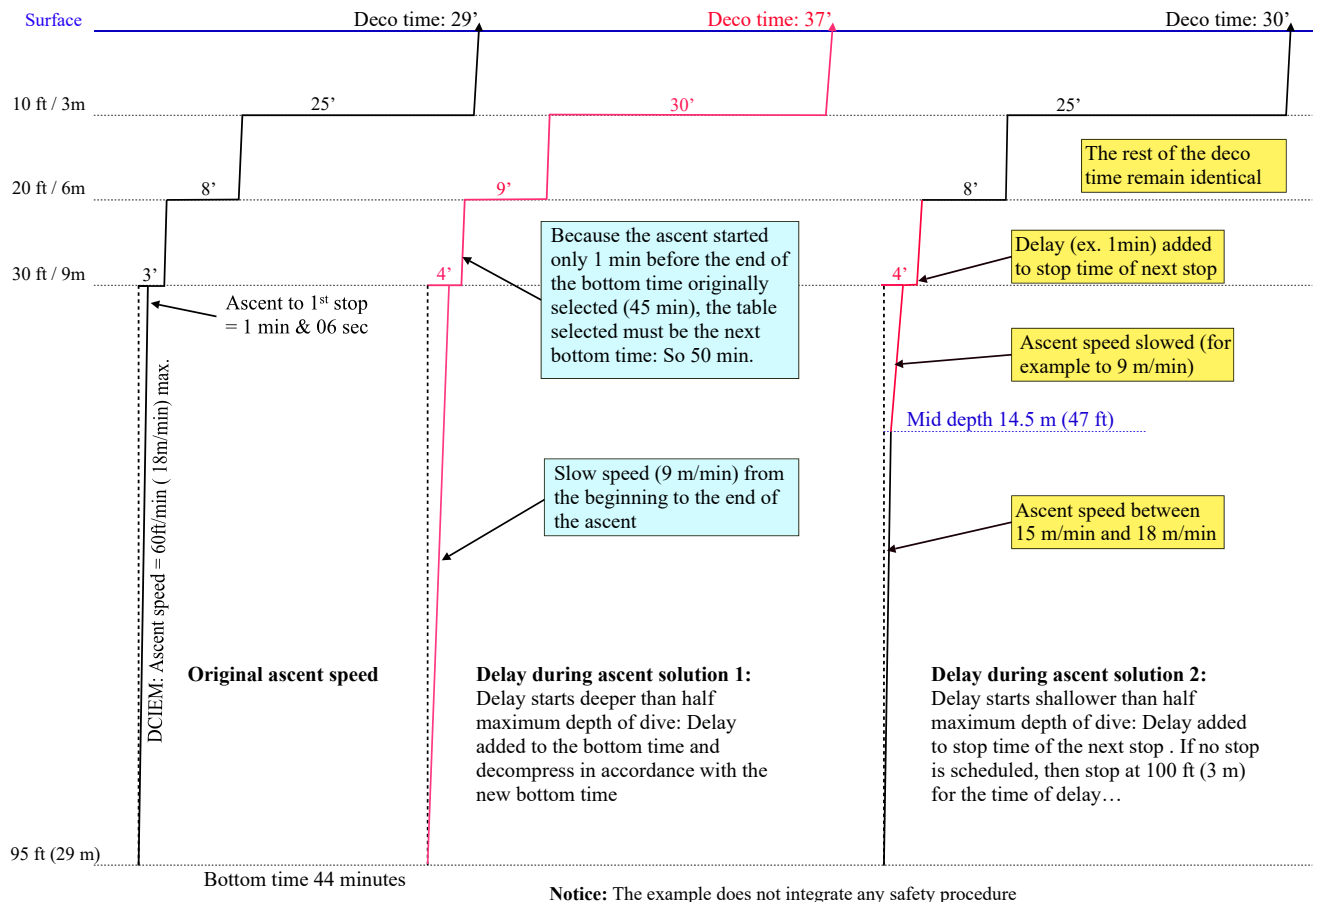 Surface
Deco time: 29’
Deco time: 37’
Deco time: 30’
10 ft / 3m
25’
30’
25’
The rest of the deco
time remain identical
20 ft / 6m
8’
9’
8’
Because the ascent started
only 1 min before the end of
the bottom time originally
selected (45 min), the table
selected must be the next
bottom time: So 50 min.
Delay (ex. 1min) added
to stop time of next stop
30 ft / 9m
3’
4’
4’
Ascent to 1st stop
= 1 min & 06 sec
Ascent speed slowed (for
example to 9 m/min)
DCIEM: Ascent speed = 60ft/min ( 18m/min) max.
Mid depth 14.5 m (47 ft)
Slow speed (9 m/min) from
the beginning to the end of
the ascent
Ascent speed between
15 m/min and 18 m/min
Original ascent speed
Delay during ascent solution 1:
Delay starts deeper than half
maximum depth of dive: Delay
added to the bottom time and
decompress in accordance with the
new bottom time
Delay during ascent solution 2:
Delay starts shallower than half
maximum depth of dive: Delay added
to stop time of the next stop . If no stop
is scheduled, then stop at 100 ft (3 m)
for the time of delay…
95 ft (29 m)
Bottom time 44 minutes
Notice: The example does not integrate any safety procedure